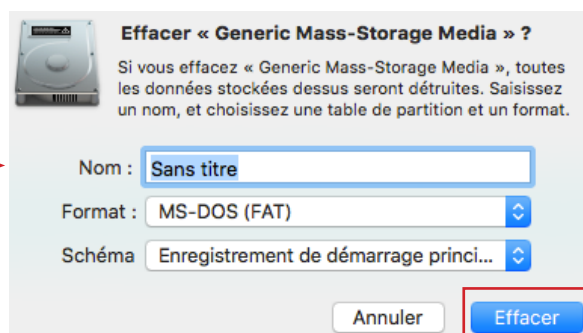 Effacer « Generic Mass-Storage Media » ?
Si vous effacez « Generic Mass-Storage Media », toutes
les données stockées dessus seront détruites. Saisissez
un nom, et choisissez une table de partition et un format.
Nom : Sans titre
Format : MS-DOS (FAT)
Schéma Enregistrement de démarrage princi...
Annuler Effacer